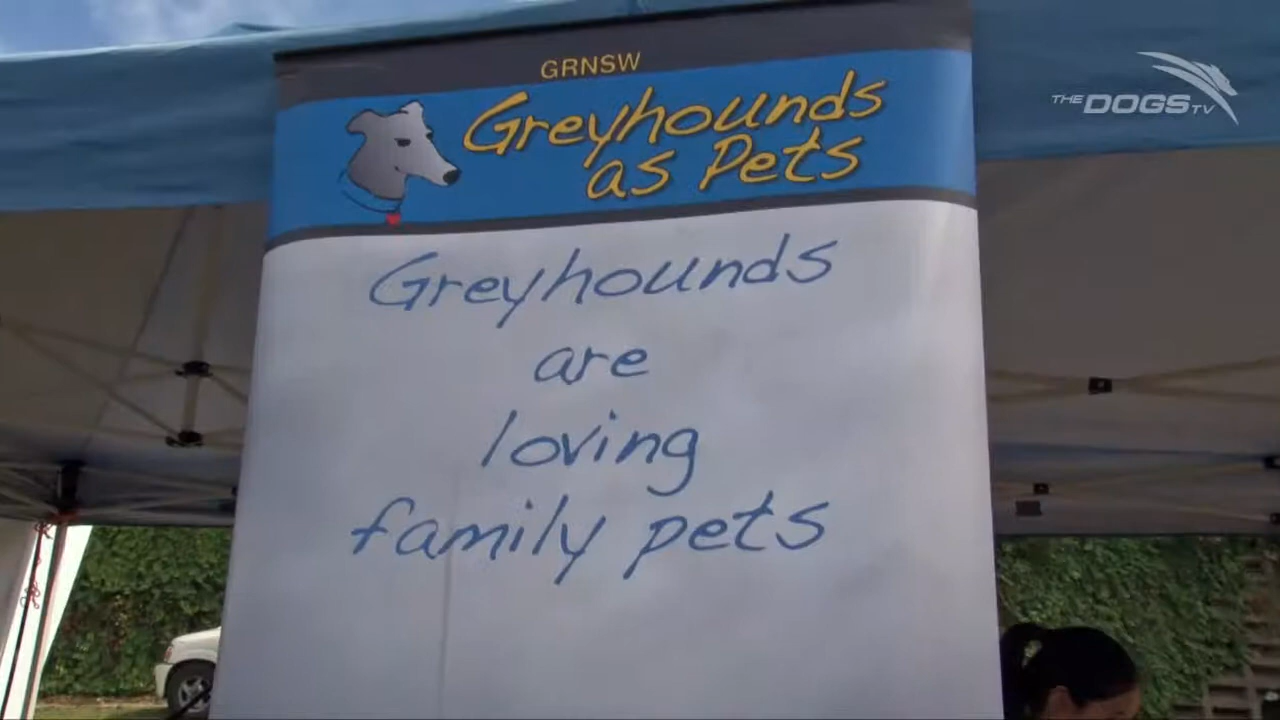 GRNSW
Greyhounds
as Pets
THE DOGS TV
Greyhounds
are
loving
family pets